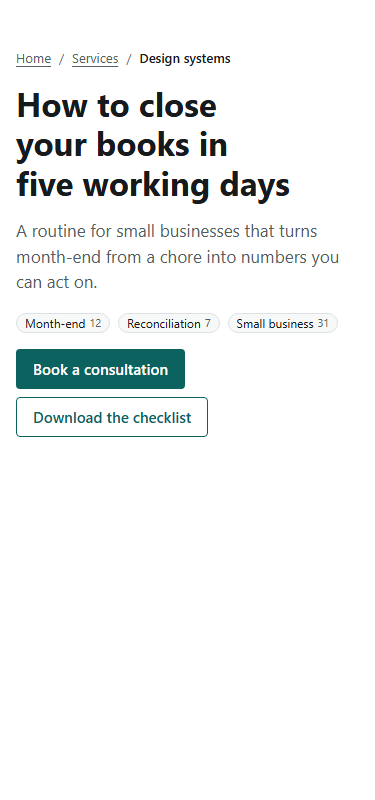 Home / Services / Design systems
How to close
your books in
five working days
A routine for small businesses that turns
month-end from a chore into numbers you
can act on.
Month-end 12 Reconciliation 7 Small business 31
Book a consultation
Download the checklist